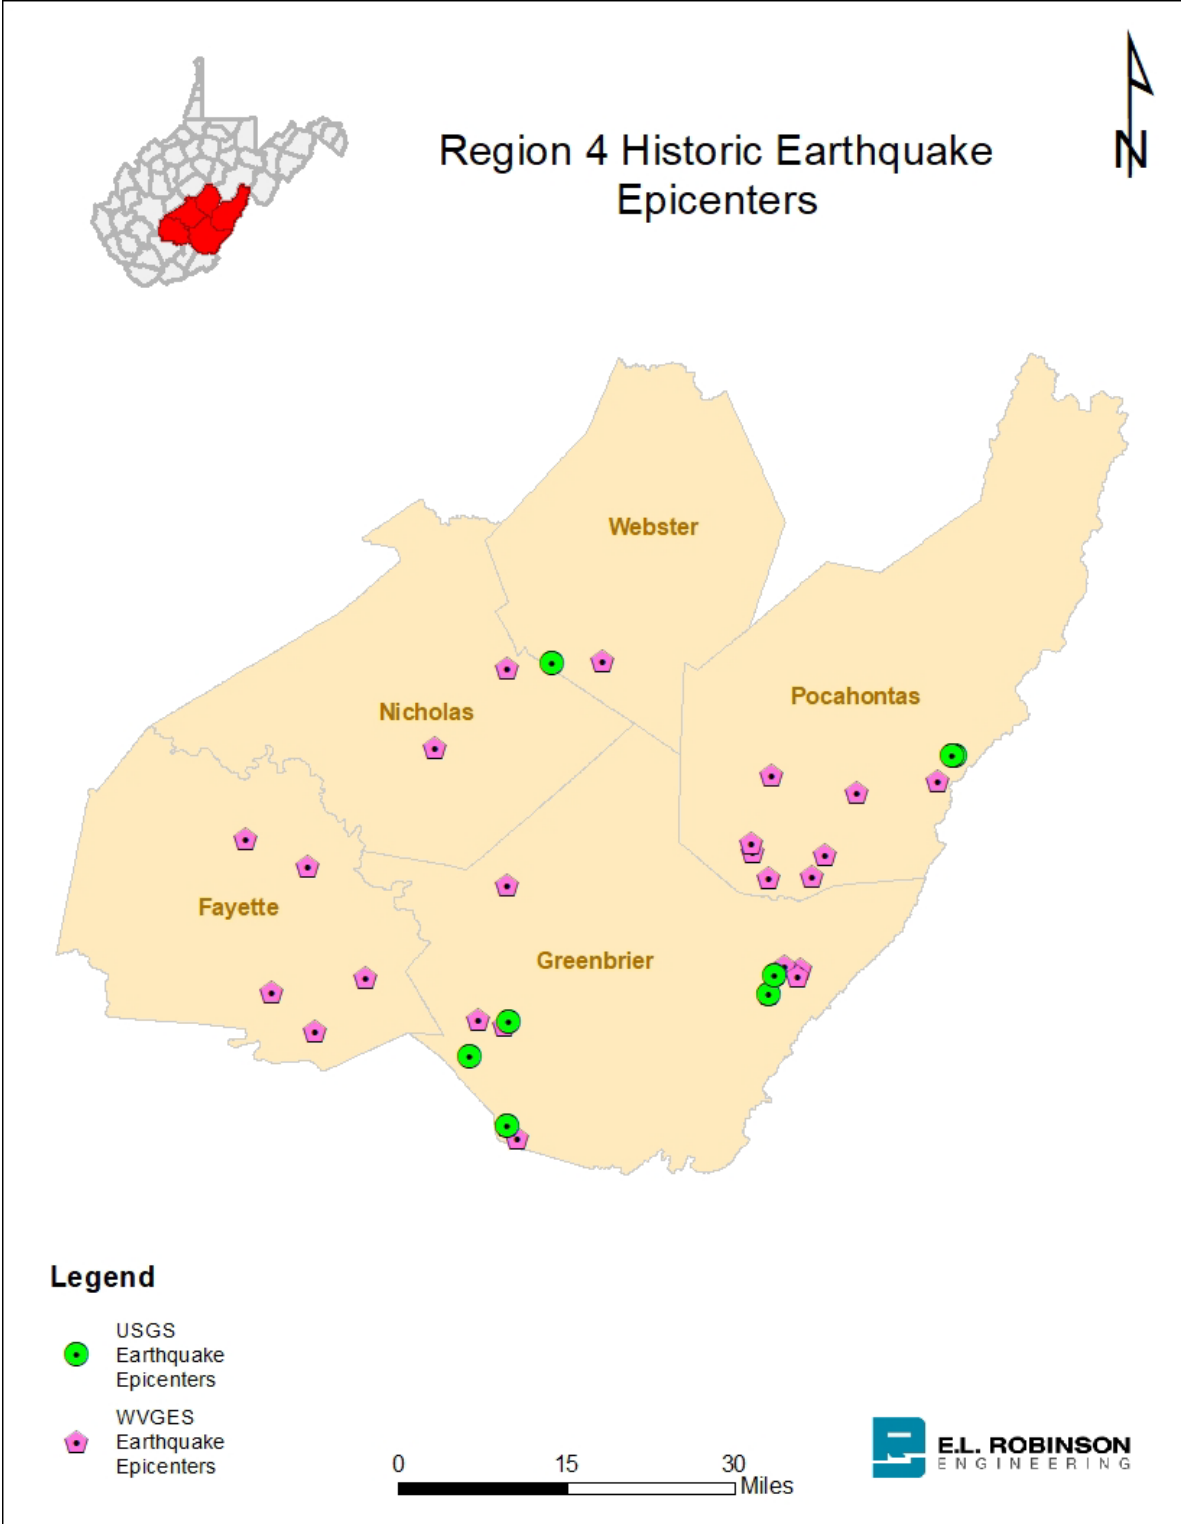 Region 4 Historic Earthquake
Epicenters
N
Webster
Nicholas
Pocahontas
Fayette
Greenbrier
Legend
USGS
Earthquake
Epicenters
WVGES
Earthquake
Epicenters
0 15 30
Miles
E.L. ROBINSON
ENGINEERING